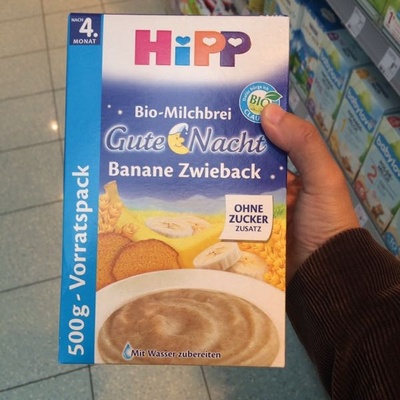 NACH
4.
MONAT
HiPP
Bio-Milchbrei
Gute Nacht
Banane Zwieback
BIO
OHNE
ZUCKER
ZUSATZ
500g - Vorratspack
Mit Wasser zubereiten